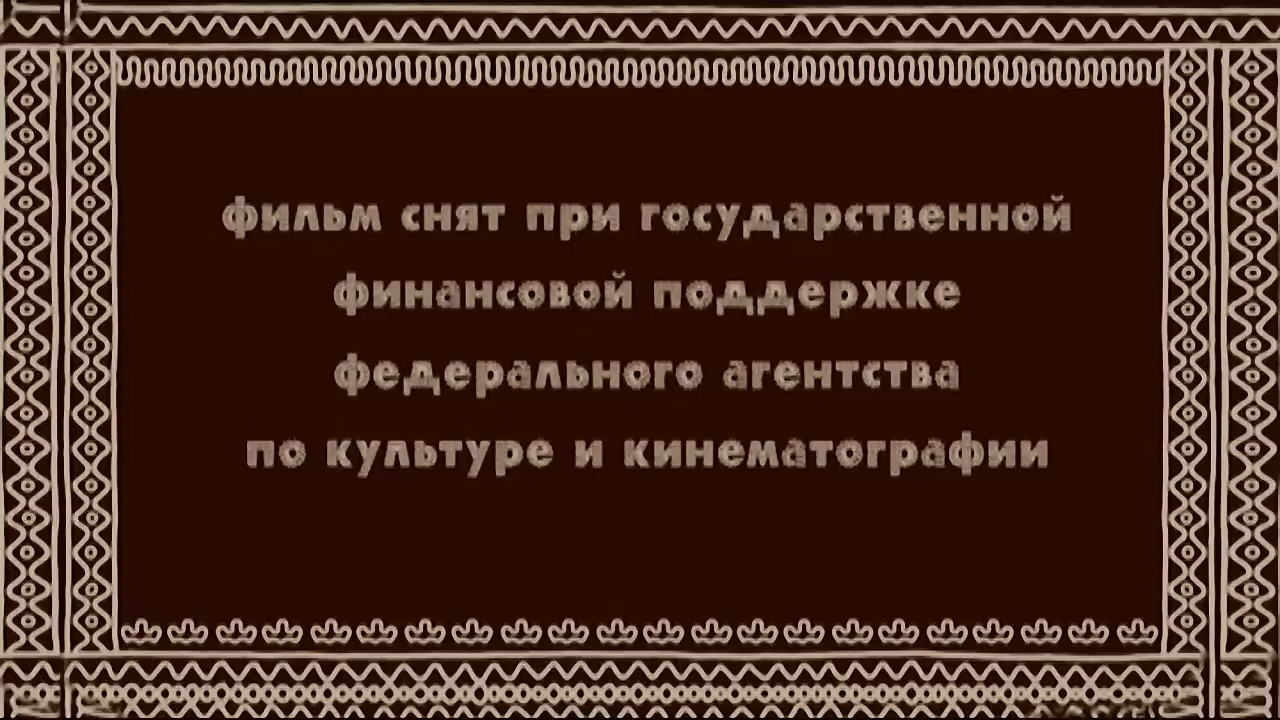 фильм снят при государственной
финансовой поддержке
федерального агентства
по культуре и кинематографии